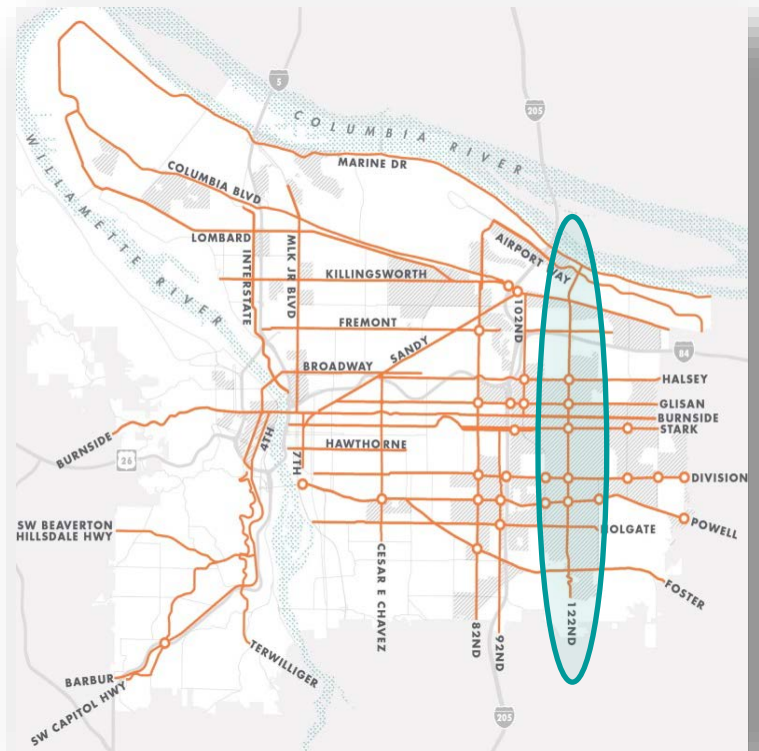 5
205
COLUMBIA RIVER
MARINE DR
WILLAMETTE RIVER
COLUMBIA BLVD
LOMBARD
INTERSTATE
MLK JR BLVD
AIRPORT WAY
KILLINGSWORTH
102ND
FREMONT
SANDY
84
BROADWAY
HALSEY
GLISAN
BURNSIDE
STARK
4TH
HAWTHORNE
BURNSIDE
26
7TH
DIVISION
POWELL
SW BEAVERTON
HILLSDALE HWY
CESAR E CHAVEZ
FOSTER
82ND
92ND
122ND
TERWILLIGER
BARBUR
SW CAPITOL HWY
205